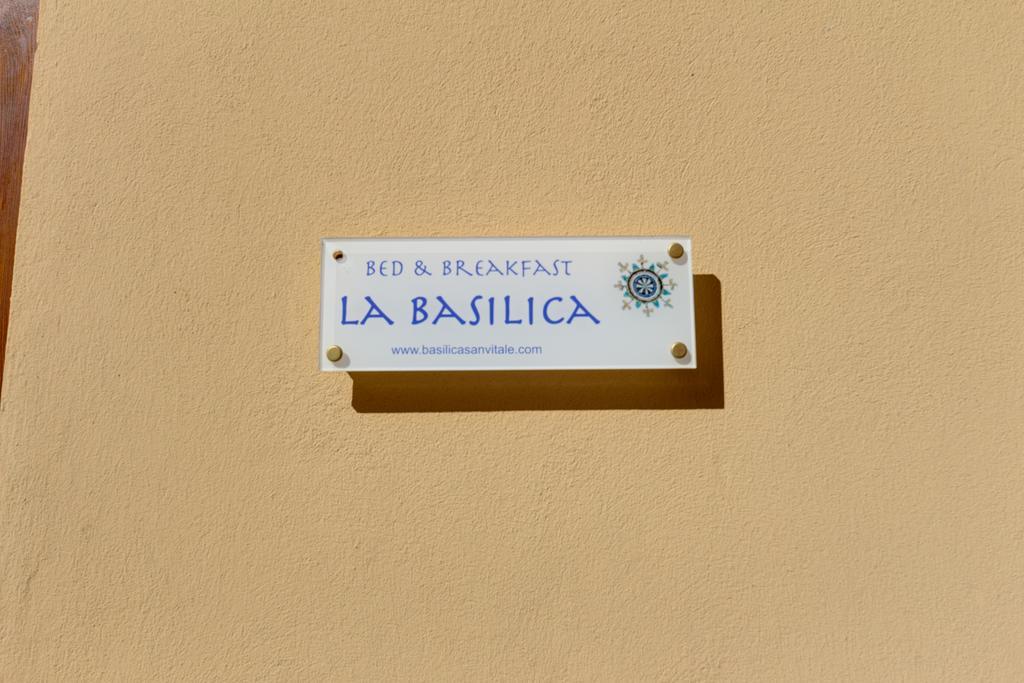 BED & BREAKFAST
LA BASILICA
www.basilicasanvitale.com